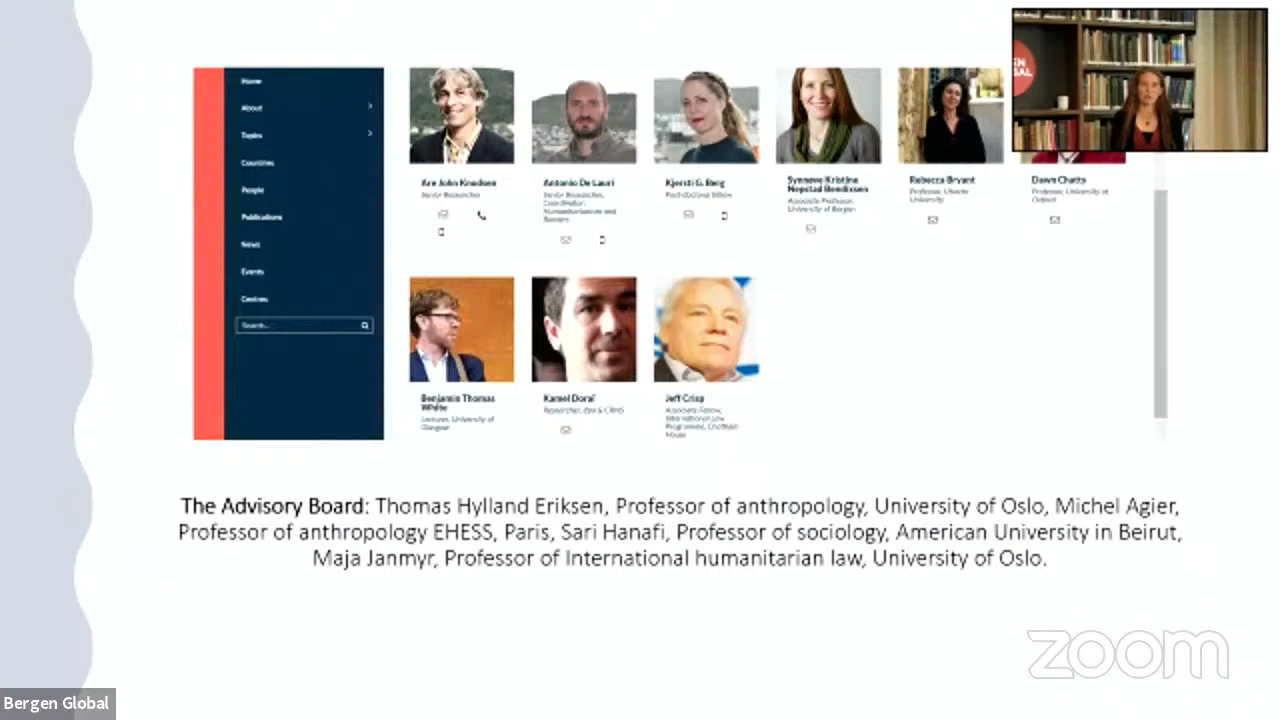 Home
About
Topics
Countries
People
Publications
News
Events
Centres
Search...
Are John Knudsen
Senior Researcher
Antonio De Lauri
Senior Researcher,
Coordinator:
Humanitarianism and
Borders
Kjersti G. Berg
Post-doctoral fellow
Synnøve Kristine
Nepstad Bendixsen
Associate Professor,
University of Bergen
Rebecca Bryant
Professor, Utrecht
University
Dawn Chatty
Professor, University of
Oxford
Benjamin Thomas
White
Lecturer, University of
Glasgow
Kamel Doraï
Researcher,
Jeff Crisp
Associate Fellow,
International Law
Programme, Chatham
House
The Advisory Board: Thomas Hylland Eriksen, Professor of anthropology, University of Oslo, Michel Agier,
Professor of anthropology EHESS, Paris, Sari Hanafi, Professor of sociology, American University in Beirut,
Maja Janmyr, Professor of International humanitarian law, University of Oslo.
zoom
Bergen Global